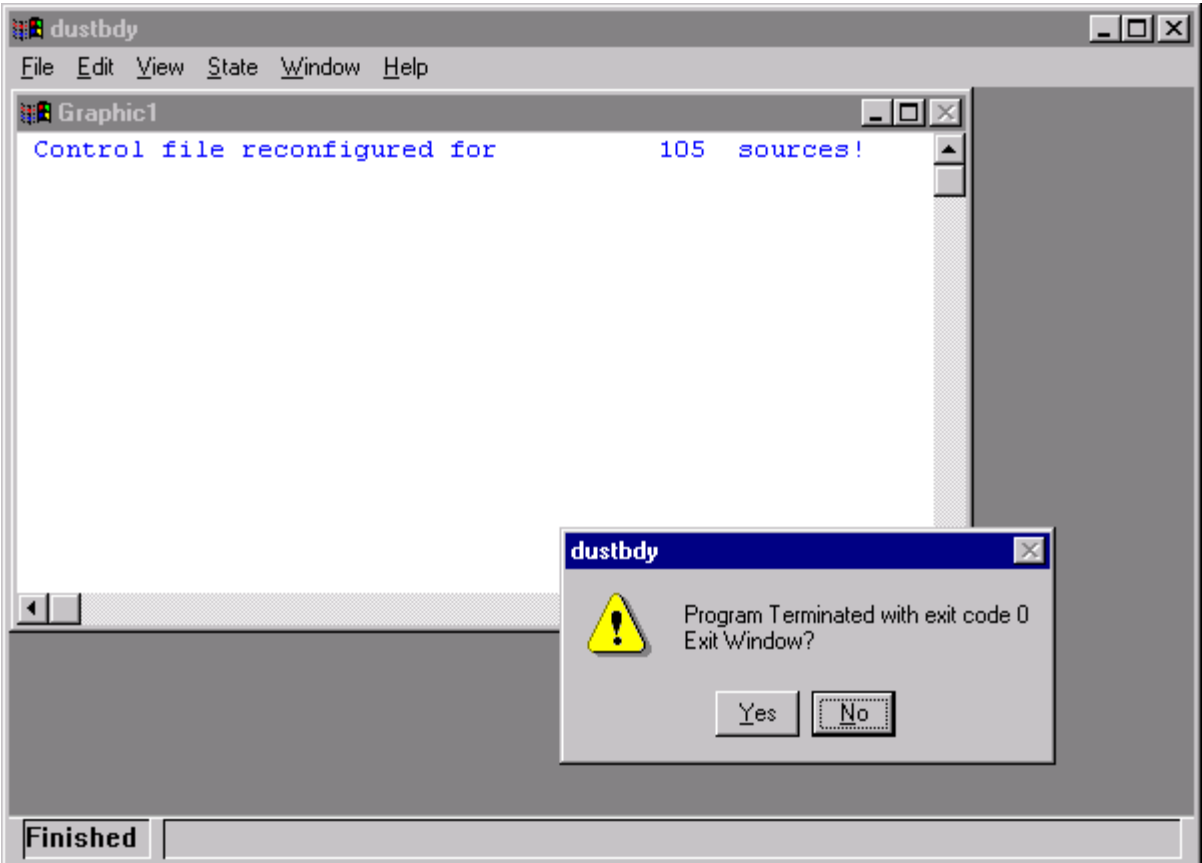 dustbdy
File Edit View State Window Help
Graphic1
Control file reconfigured for 105 sources!
dustbdy
Program Terminated with exit code 0
Exit Window?
Yes No
Finished